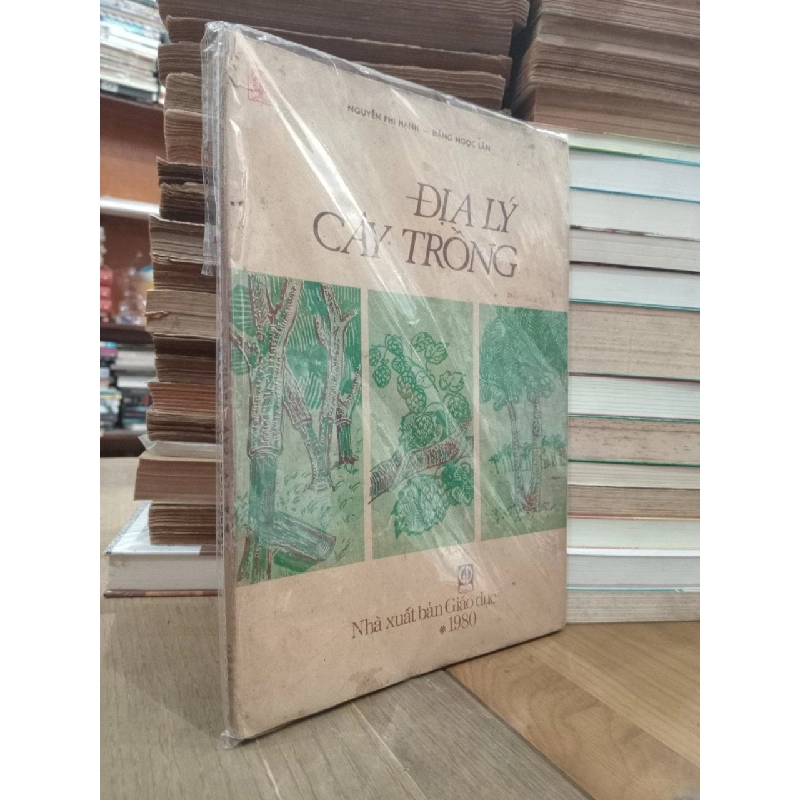 NGUYỄN PHI HẠNH — ĐẶNG NGỌC LÂN
ĐỊA LÝ
CÂY TRỒNG
Nhà xuất bản Giáo dục
* 1980